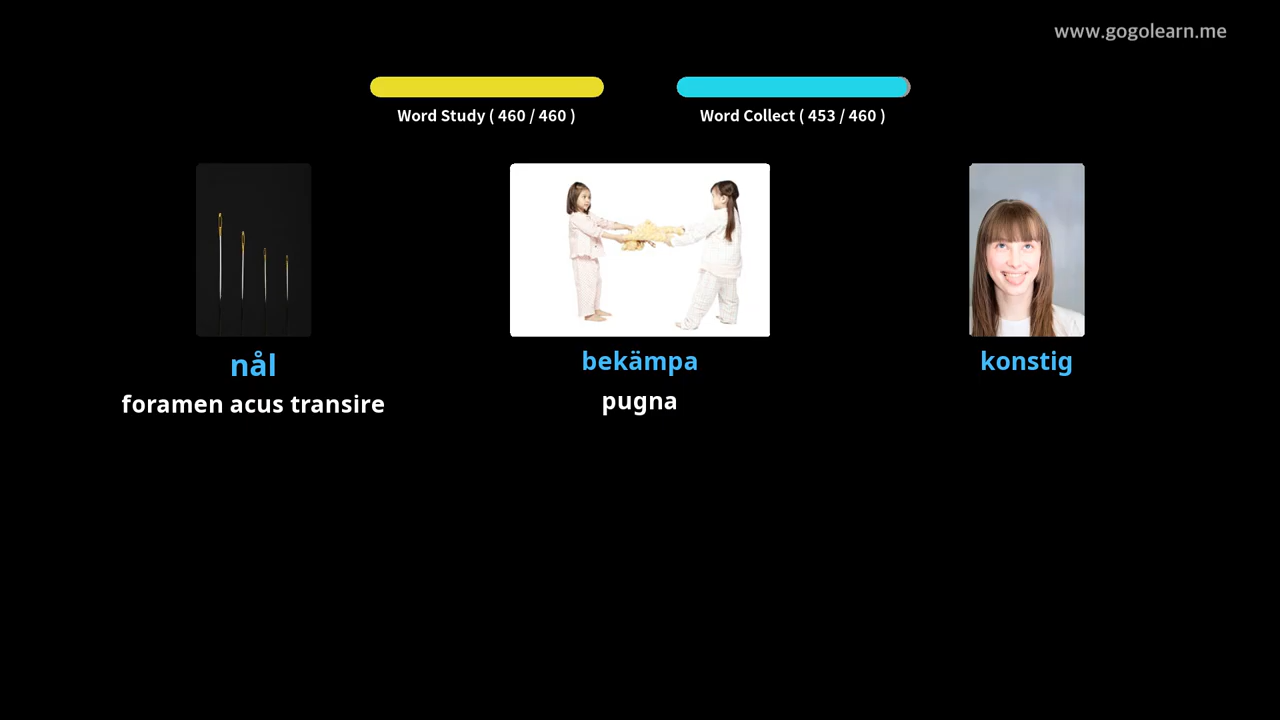 www.gogolearn.me
Word Study ( 460 / 460 )
Word Collect ( 453 / 460 )
nål
bekämpa
konstig
foramen acus transire
pugna